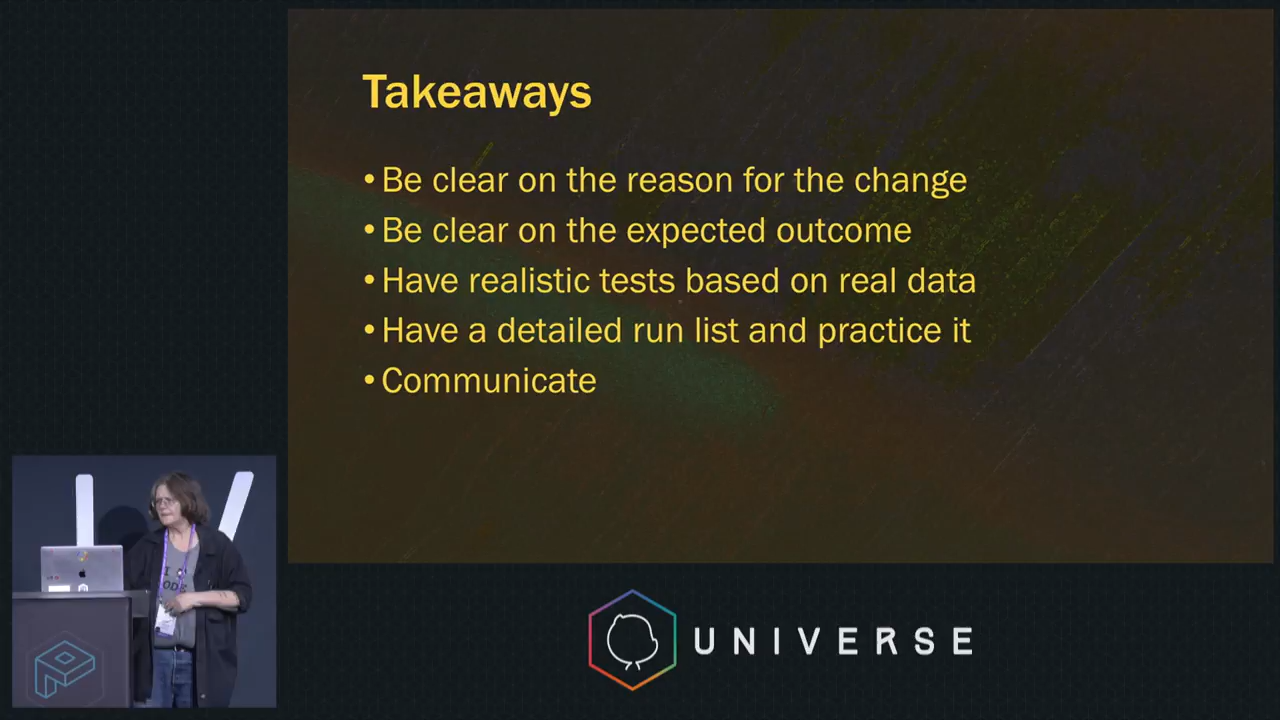 Takeaways
• Be clear on the reason for the change
• Be clear on the expected outcome
• Have realistic tests based on real data
• Have a detailed run list and practice it
• Communicate
UNIVERSE